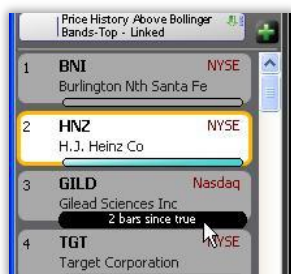 Price History Above Bollinger
Bands-Top - Linked
1 BNI NYSE
Burlington Nth Santa Fe
2 HNZ NYSE
H.J. Heinz Co
3 GILD Nasdaq
Gilead Sciences Inc
2 bars since true
4 TGT NYSE
Target Corporation